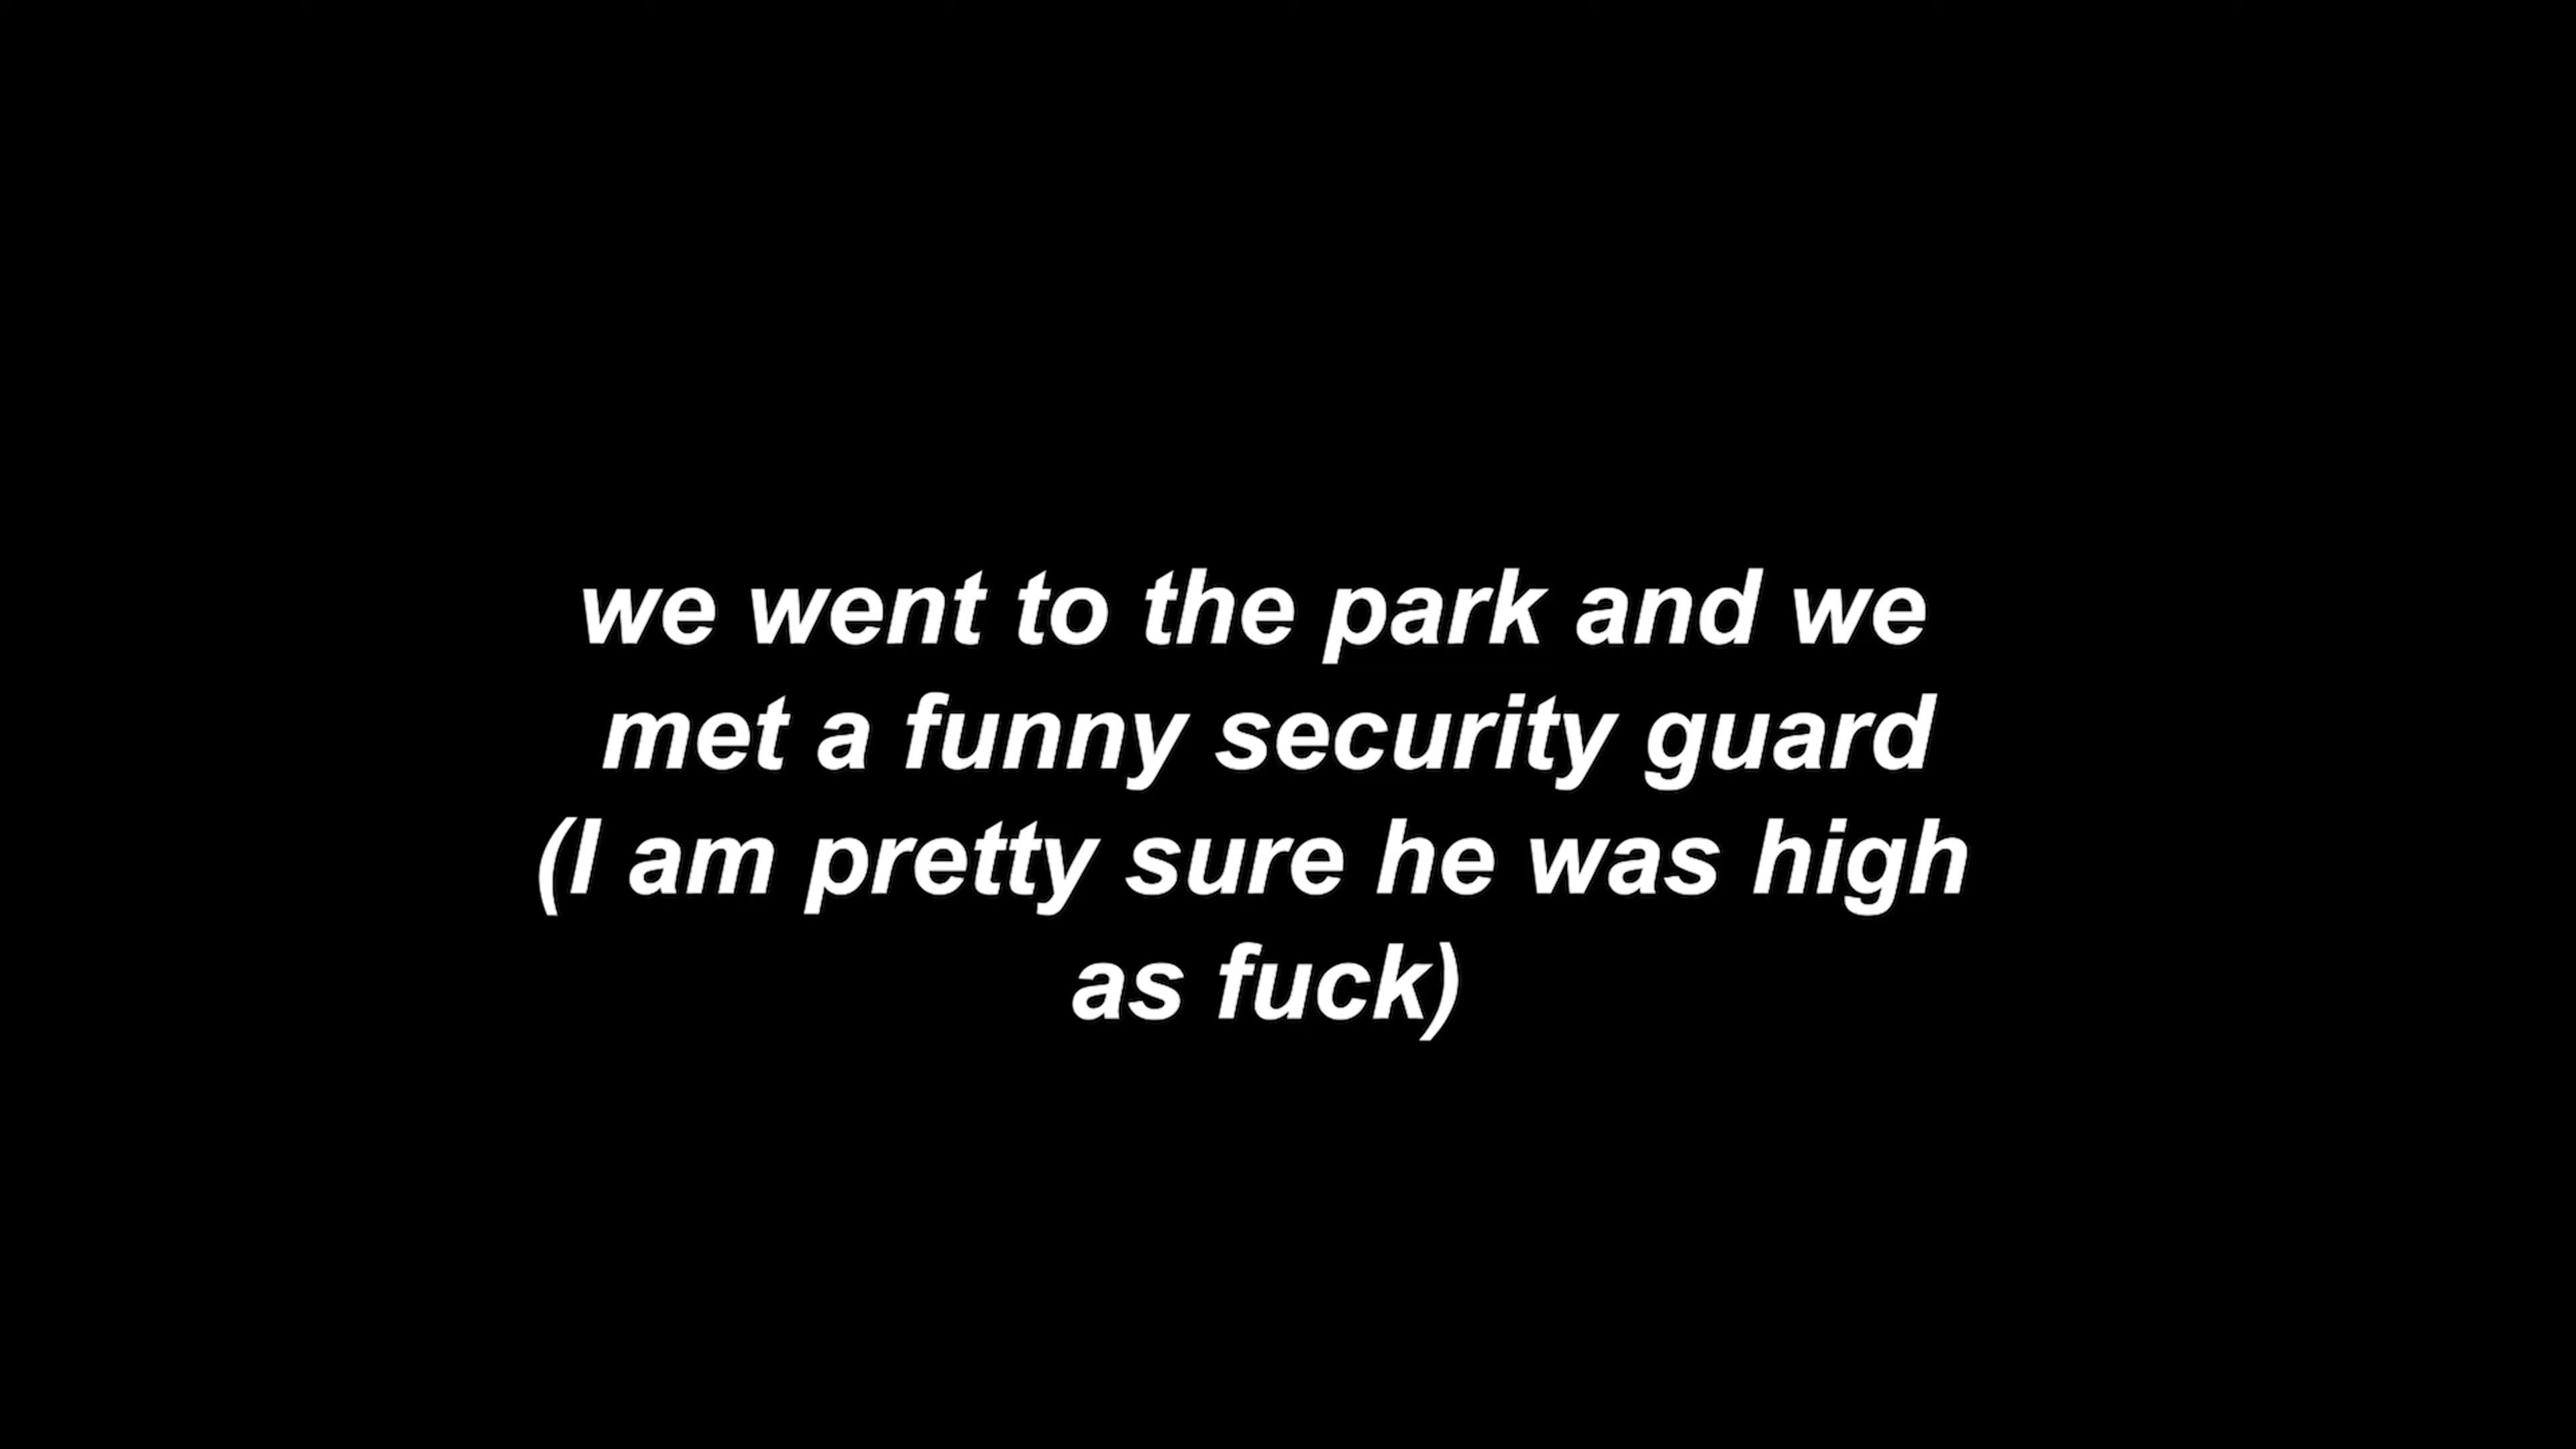 we went to the park and we
met a funny security guard
(I am pretty sure he was high
as fuck)